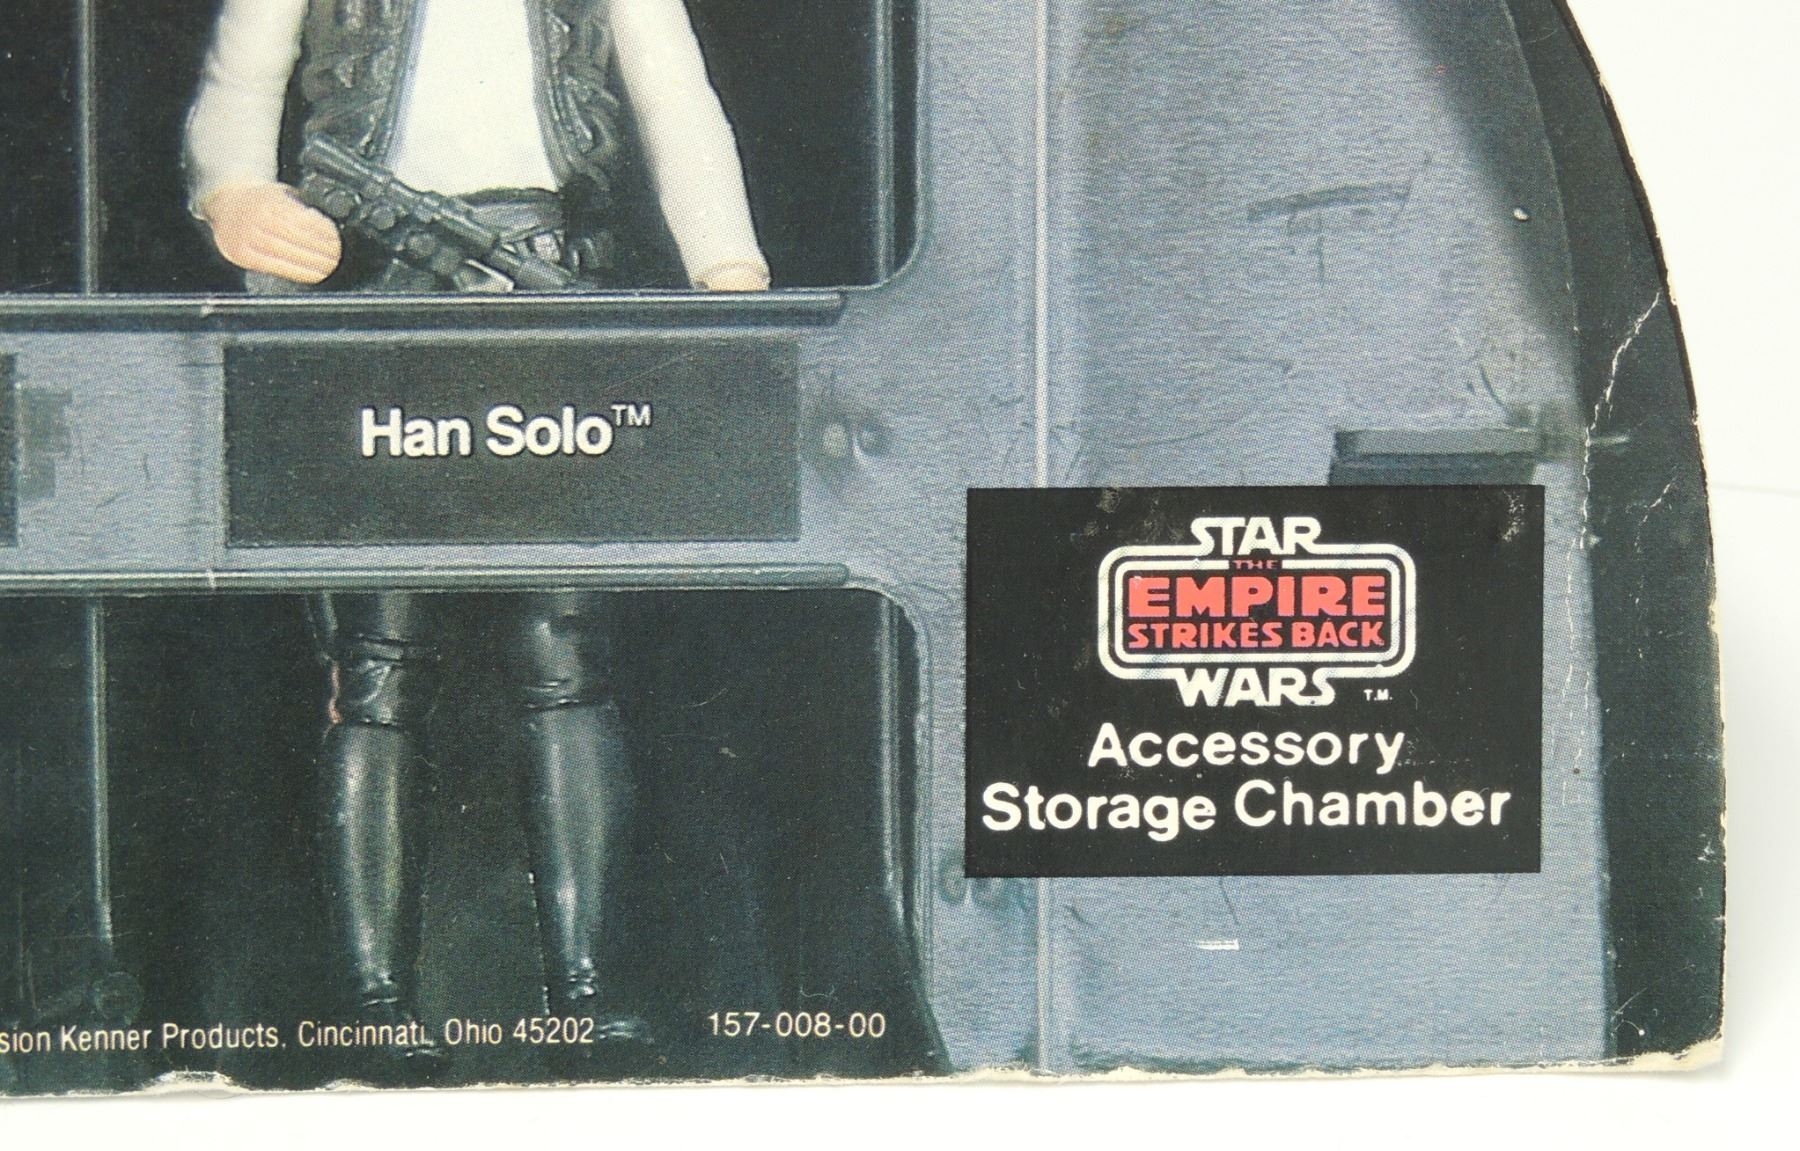 Han Solo™
STAR
THE
EMPIRE
STRIKES BACK
WARS T.M.
Accessory
Storage Chamber
sion Kenner Products, Cincinnati, Ohio 45202
157-008-00